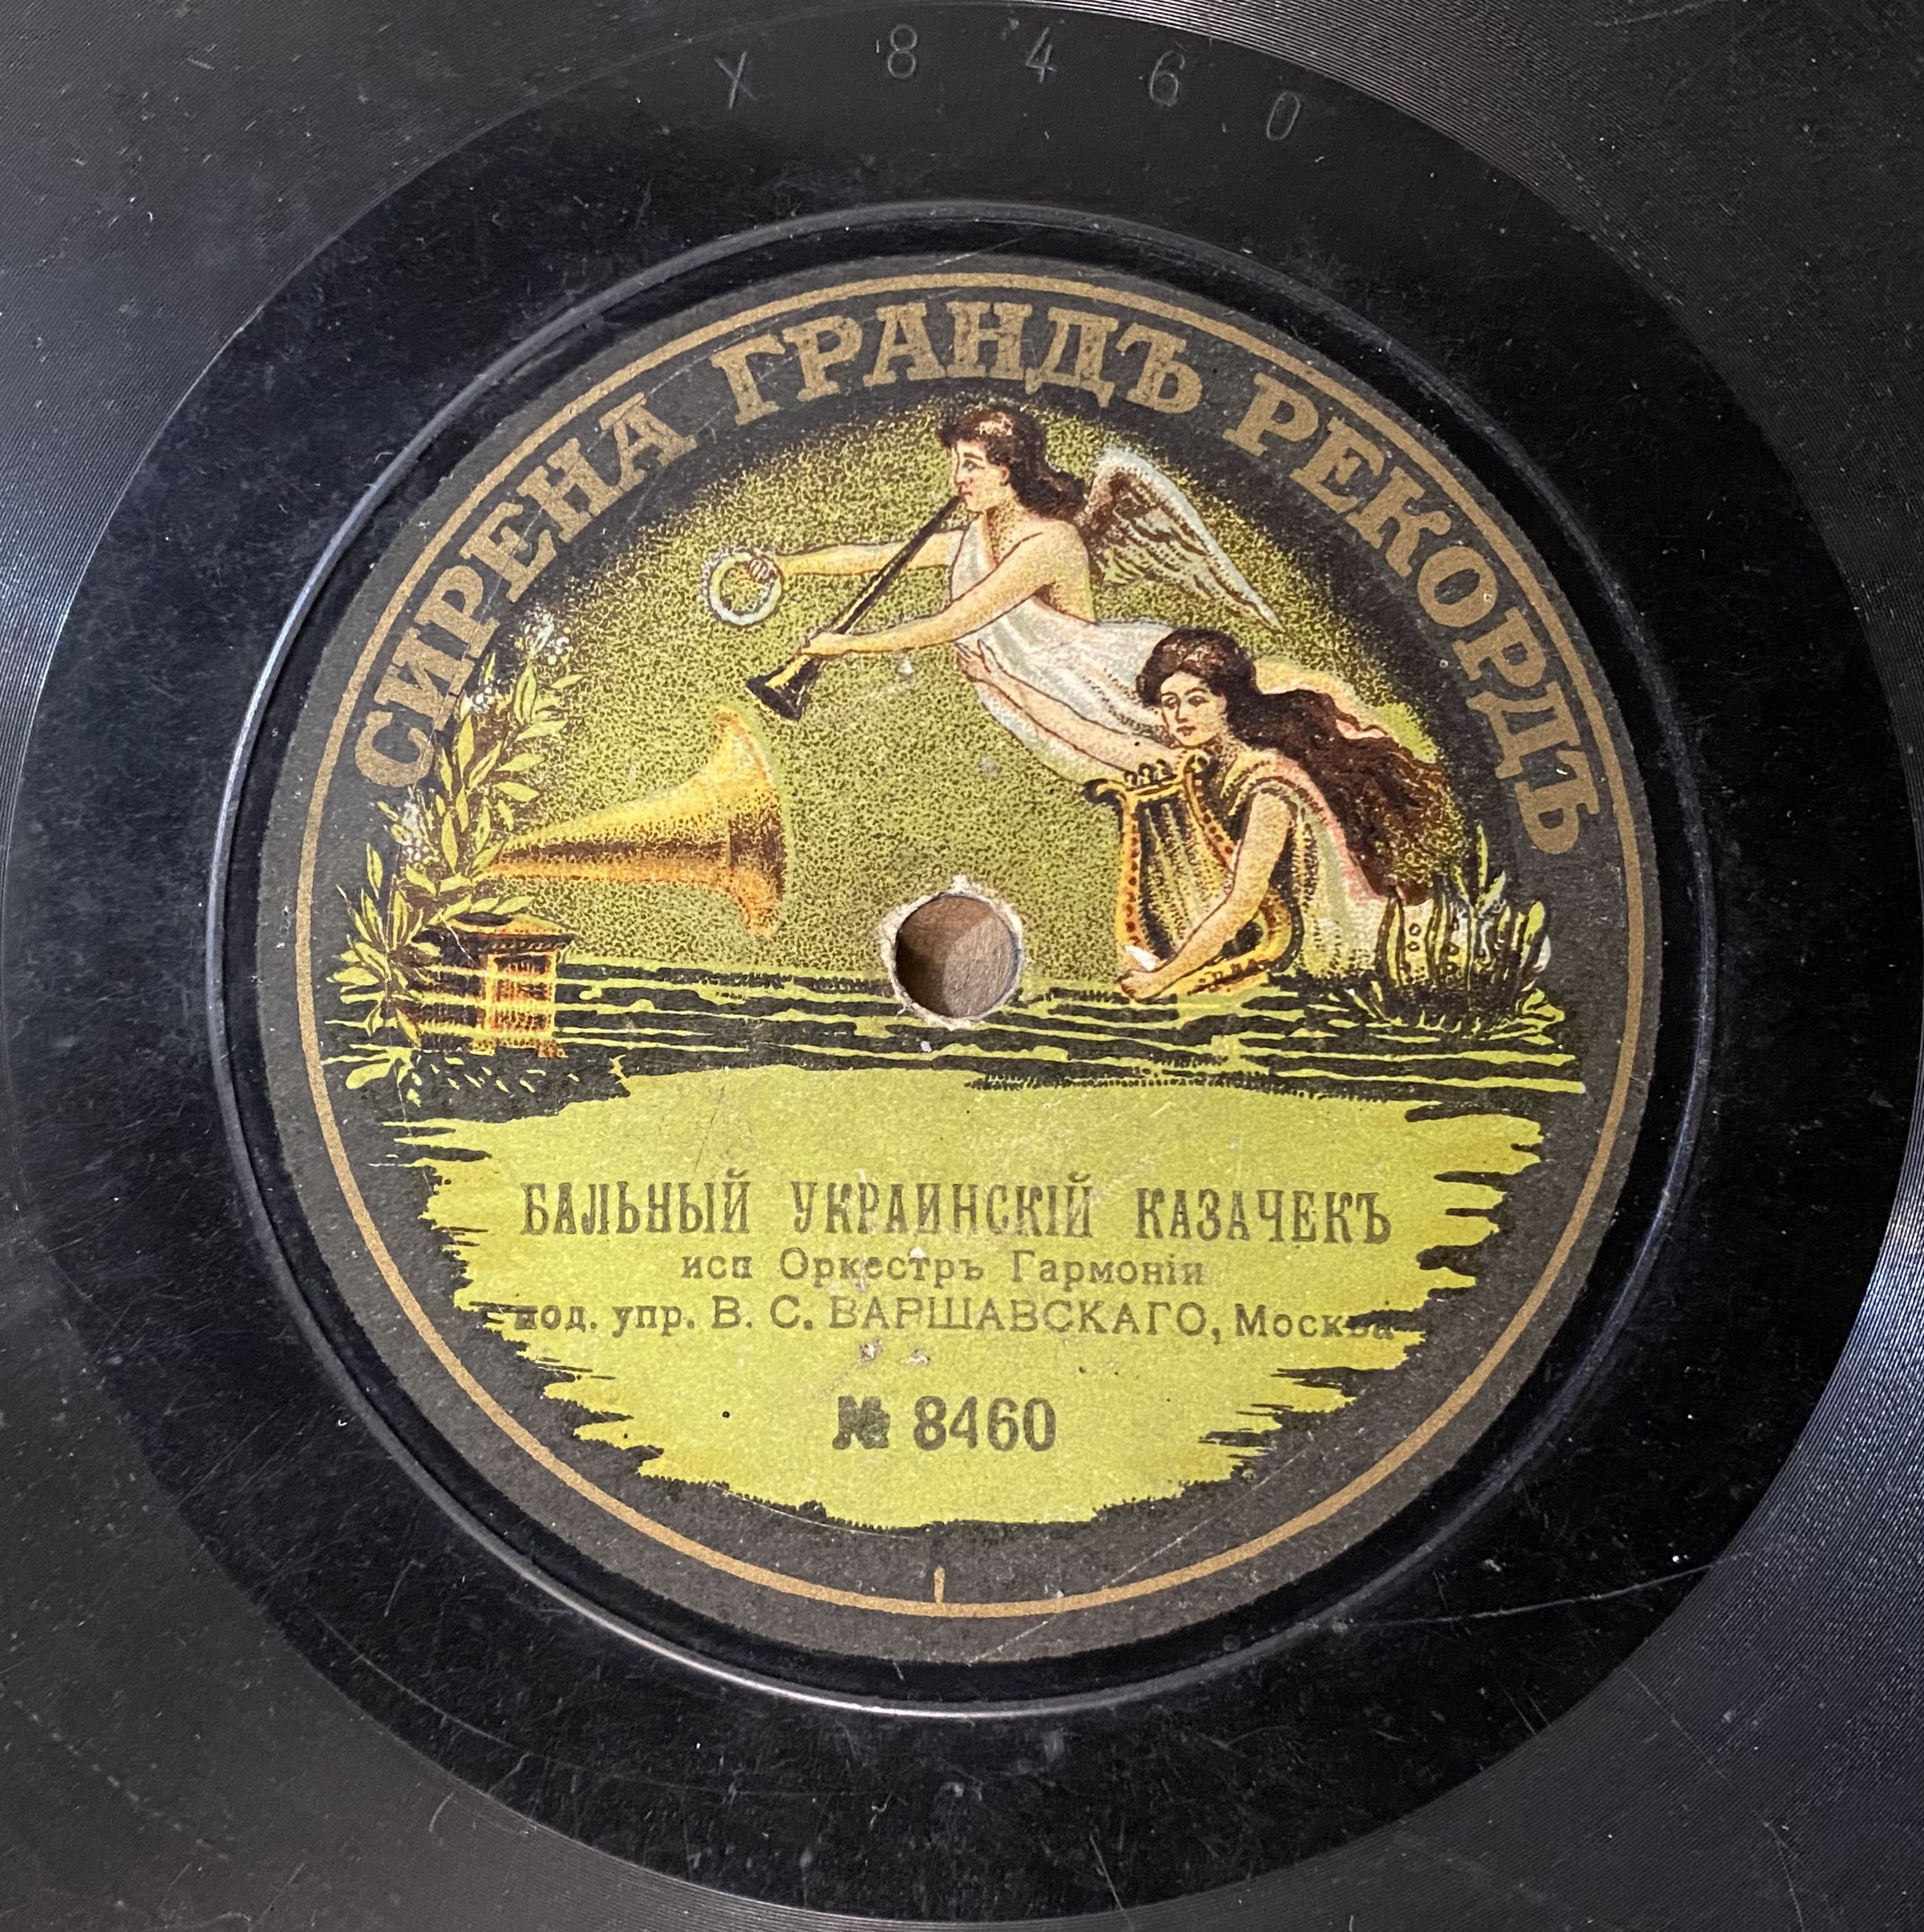 X 8460
СИРЕНА ГРАНДЪ РЕКОРДЪ
БАЛЬНЫЙ УКРАИНСКІЙ КАЗАЧЕКЪ
исп Оркестръ Гармоніи
под. упр. В. С. ВАРШАВСКАГО, Москва
№ 8460